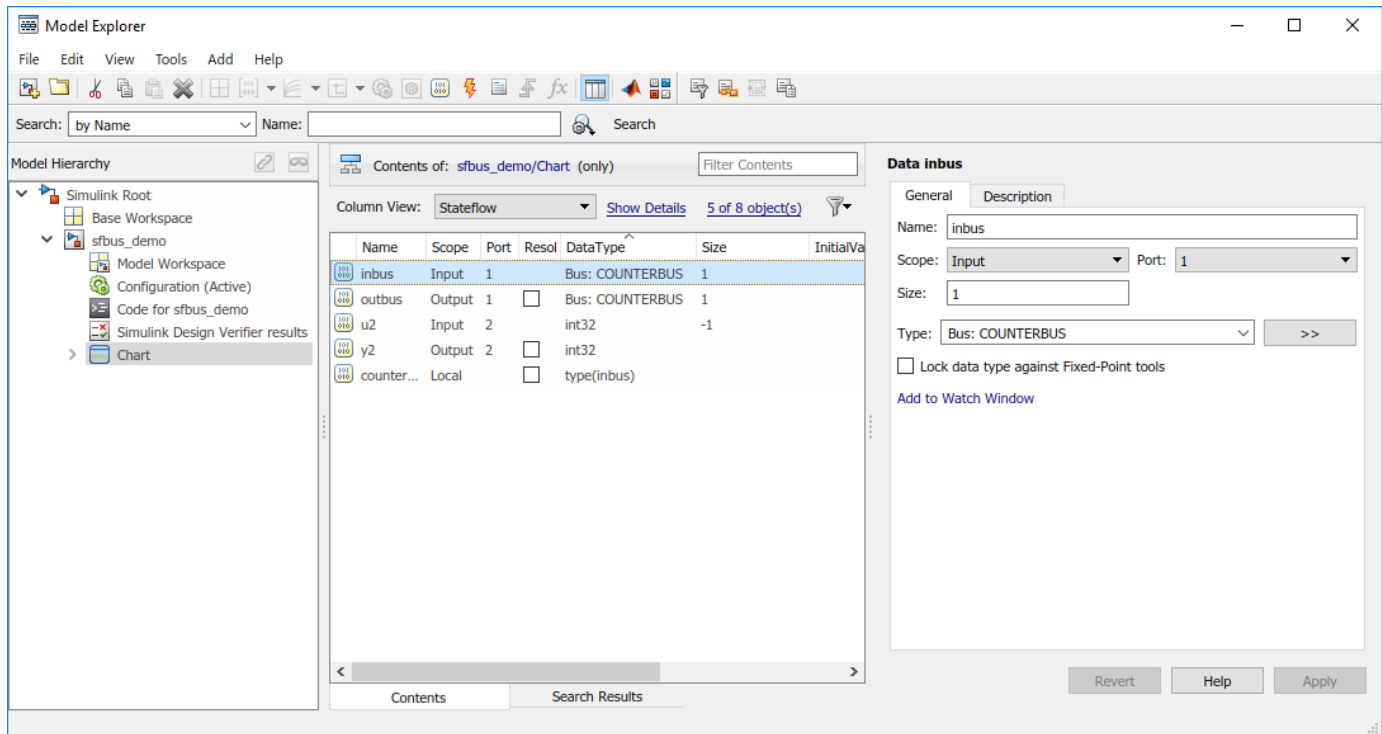 Model Explorer
File Edit View Tools Add Help
fx
Search: by Name Name: Search
Model Hierarchy
Simulink Root
Base Workspace
sfbus_demo
Model Workspace
Configuration (Active)
Code for sfbus_demo
Simulink Design Verifier results
Chart
Contents of: sfbus_demo/Chart (only) Filter Contents
Column View: Stateflow Show Details 5 of 8 object(s)
Name Scope Port Resol DataType Size InitialVa
inbus Input 1 Bus: COUNTERBUS 1
outbus Output 1 Bus: COUNTERBUS 1
u2 Input 2 int32 -1
y2 Output 2 int32
counter... Local type(inbus)
Contents Search Results
Data inbus
General Description
Name: inbus
Scope: Input Port: 1
Size: 1
Type: Bus: COUNTERBUS >>
Lock data type against Fixed-Point tools
Add to Watch Window
Revert Help Apply